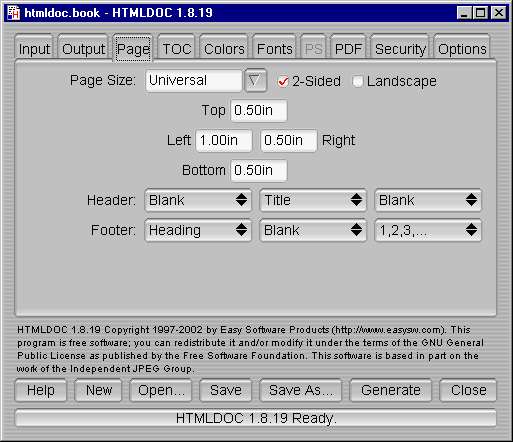 htmldoc.book - HTMLDOC 1.8.19
Input Output Page TOC Colors Fonts PS PDF Security Options
Page Size: Universal 2-Sided Landscape
Top 0.50in
Left 1.00in 0.50in Right
Bottom 0.50in
Header: Blank Title Blank
Footer: Heading Blank 1,2,3,...
HTMLDOC 1.8.19 Copyright 1997-2002 by Easy Software Products (http://www.easysw.com). This
program is free software; you can redistribute it and/or modify it under the terms of the GNU General
Public License as published by the Free Software Foundation. This software is based in part on the
work of the Independent JPEG Group.
Help New Open... Save Save As... Generate Close
HTMLDOC 1.8.19 Ready.